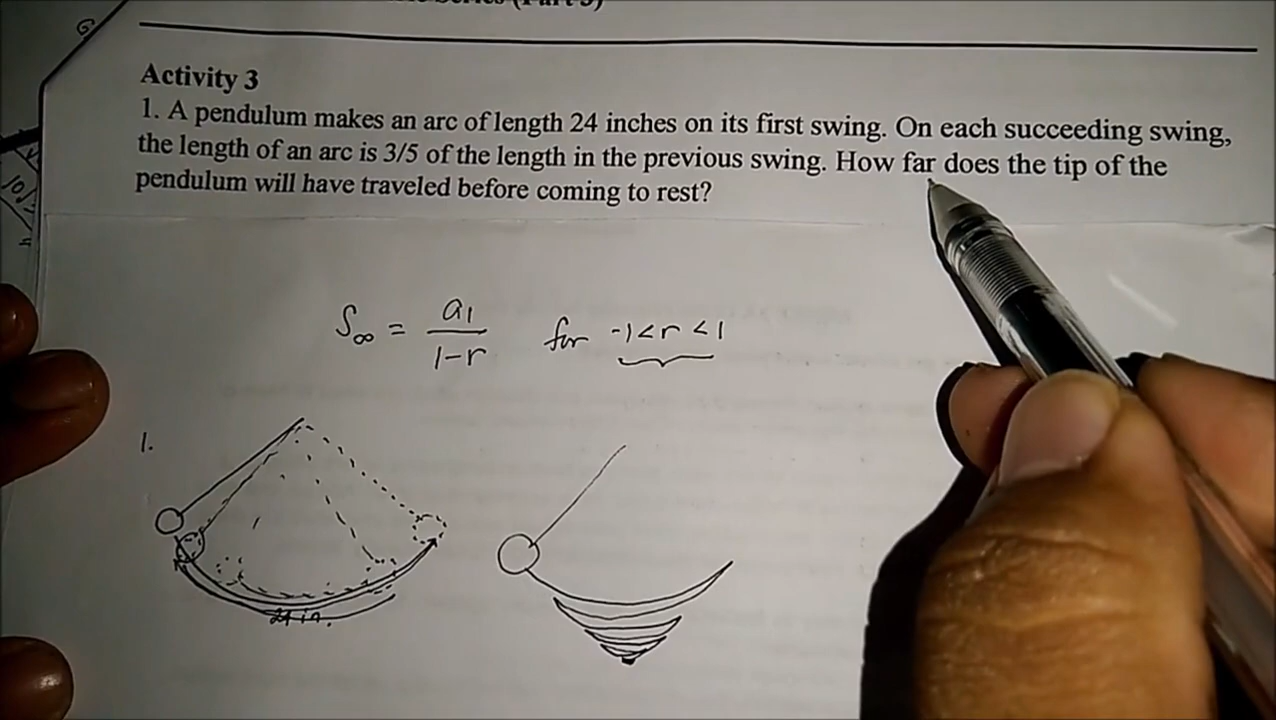 Activity 3
1. A pendulum makes an arc of length 24 inches on its first swing. On each succeeding swing,
the length of an arc is 3/5 of the length in the previous swing. How far does the tip of the
pendulum will have traveled before coming to rest?
S∞ = a1/1-r for -1<r<1
1.
24 in.